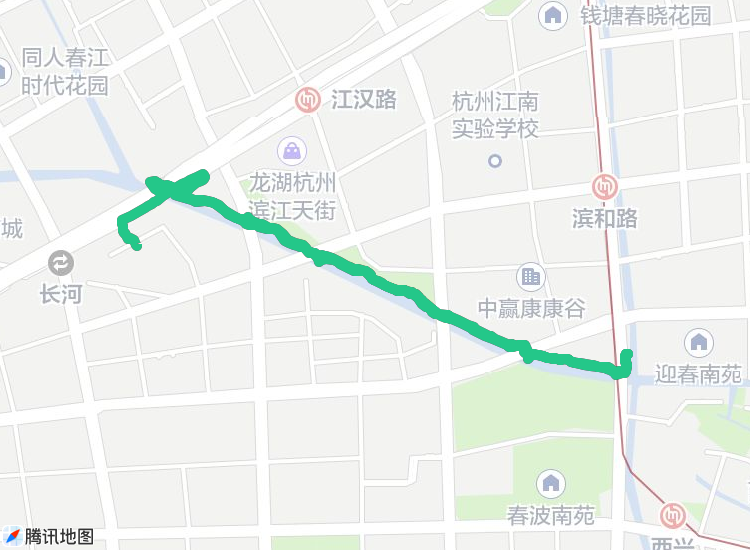 钱塘春晓花园
同人春江
时代花园
江汉路
杭州江南
实验学校
龙湖杭州
滨江天街
滨和路
城
长河
中赢康康谷
迎春南苑
春波南苑
西兴
腾讯地图